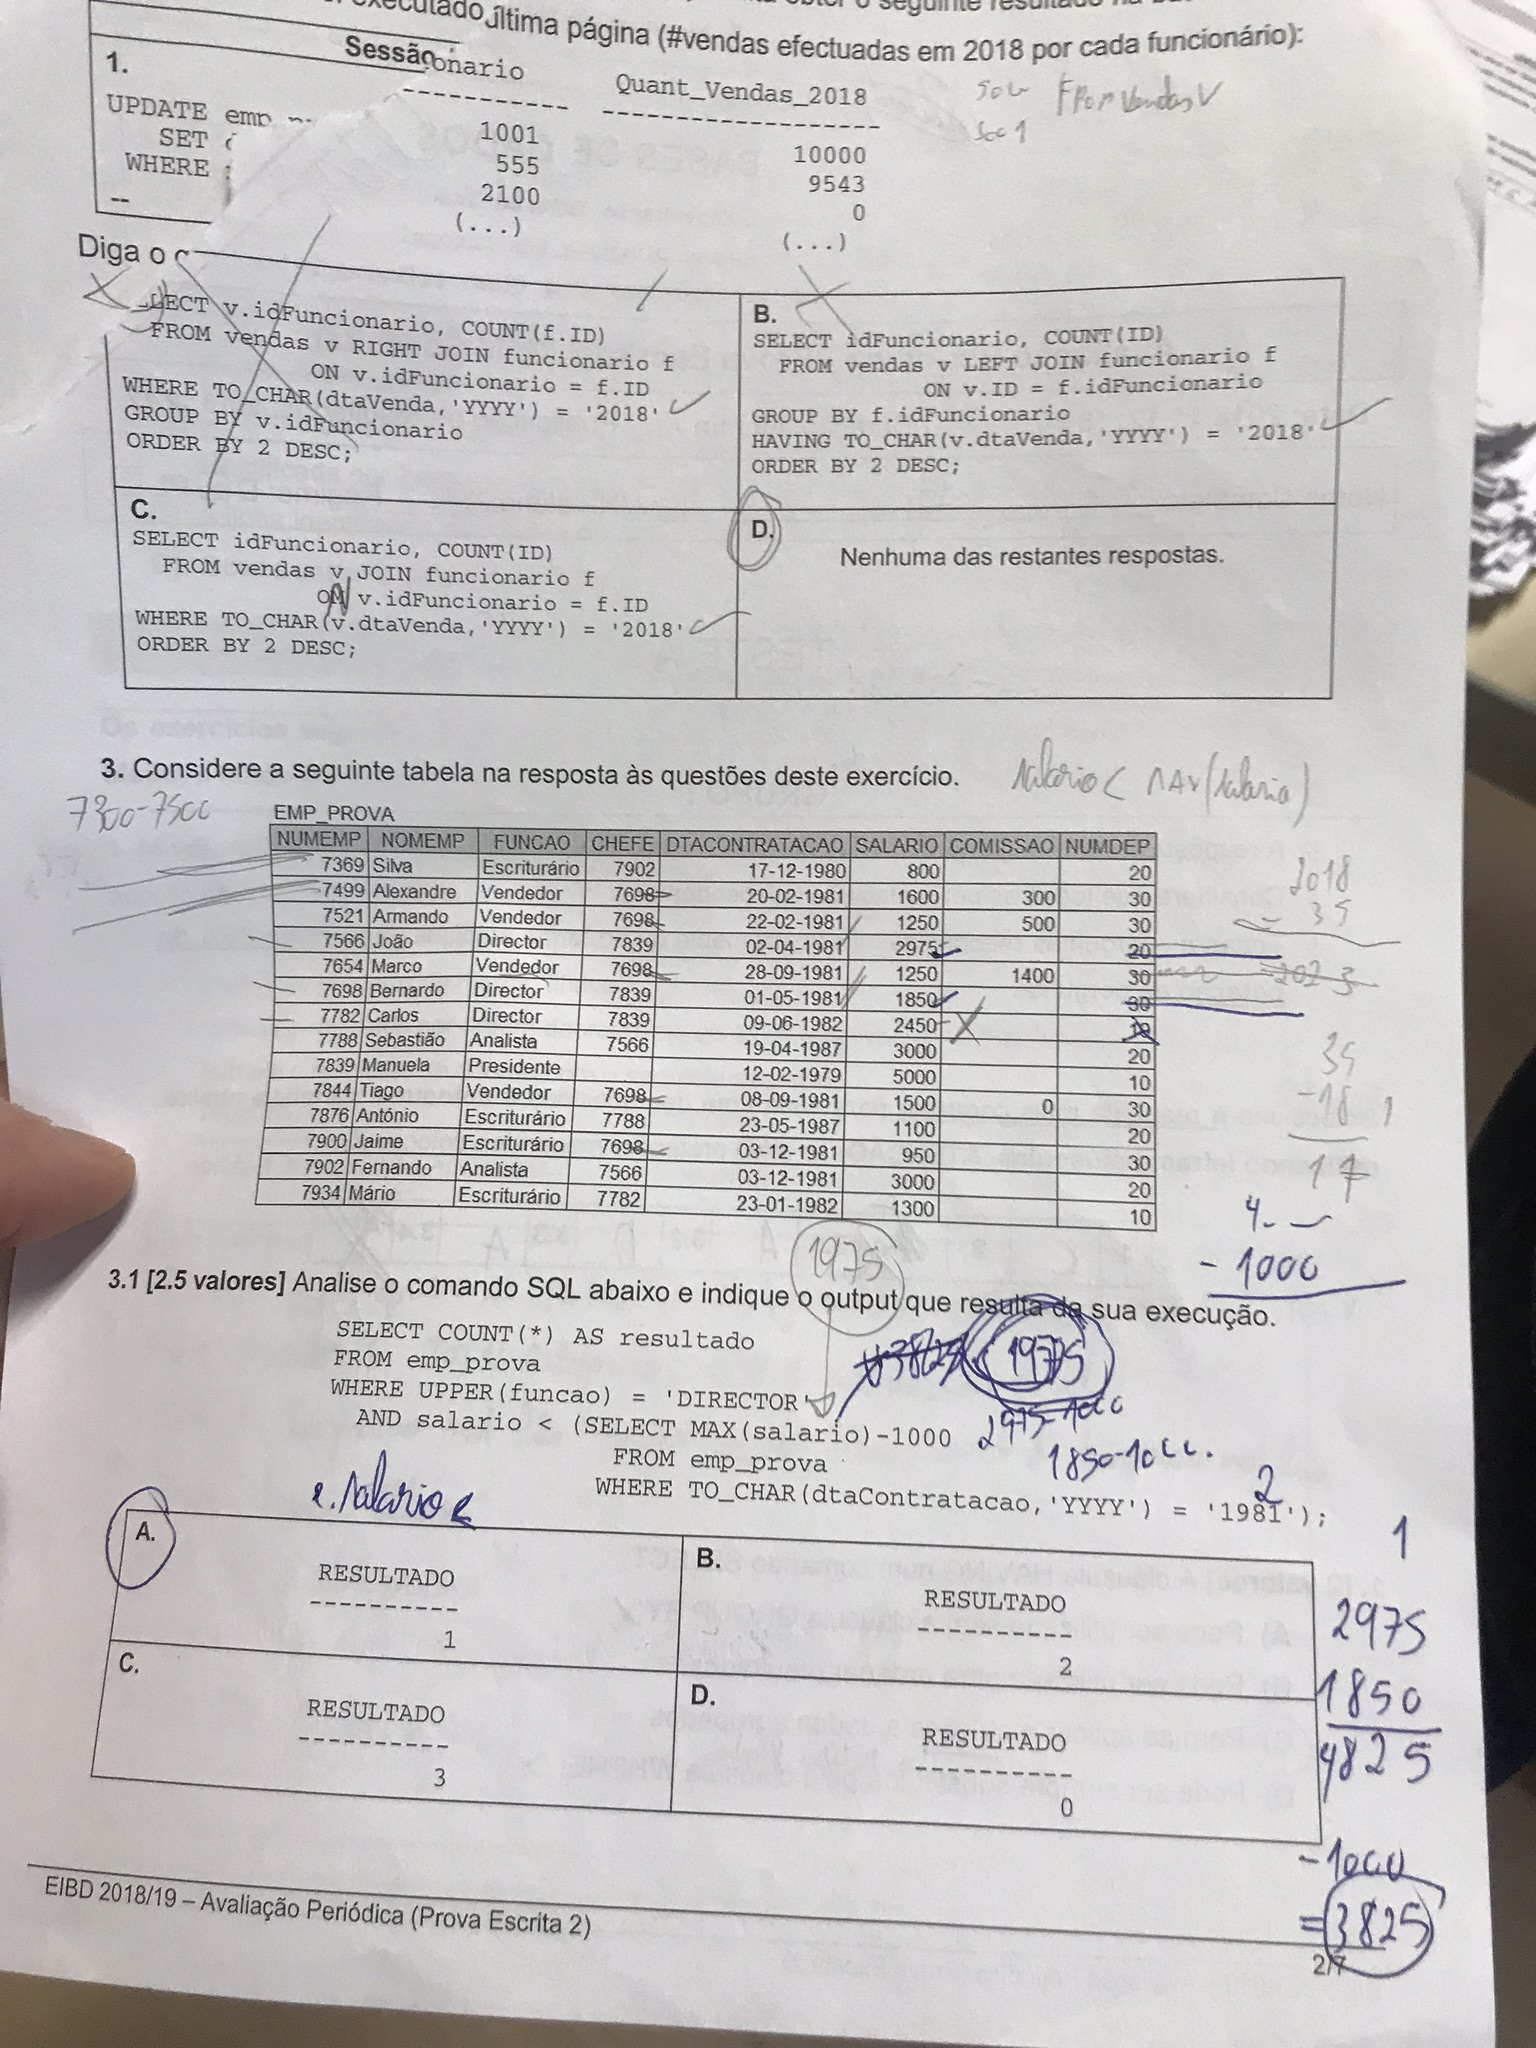 última página (#vendas efectuadas em 2018 por cada funcionário):
Sessão
onario Quant_Vendas_2018
----------- -------------------
1001 10000
555 9543
2100 0
(...) (...)
1.
UPDATE emp
SET
WHERE
--
FROM vendas V
Diga o
LECT v.idFuncionario, COUNT(f.ID)
FROM vendas v RIGHT JOIN funcionario f
ON v.idFuncionario = f.ID
WHERE TO_CHAR(dtaVenda,'YYYY') = '2018'
GROUP BY v.idFuncionario
ORDER BY 2 DESC;
B.
SELECT idFuncionario, COUNT(ID)
FROM vendas v LEFT JOIN funcionario f
ON v.ID = f.idFuncionario
GROUP BY f.idFuncionario
HAVING TO_CHAR(v.dtaVenda,'YYYY') = '2018'
ORDER BY 2 DESC;
C.
SELECT idFuncionario, COUNT(ID)
FROM vendas v JOIN funcionario f
ON v.idFuncionario = f.ID
WHERE TO_CHAR(v.dtaVenda,'YYYY') = '2018'
ORDER BY 2 DESC;
D.
Nenhuma das restantes respostas.
3. Considere a seguinte tabela na resposta às questões deste exercício.
salario < MAX(salario)
7300-7500
EMP_PROVA
NUMEMP NOMEMP FUNCAO CHEFE DTACONTRATACAO SALARIO COMISSAO NUMDEP
7369 Silva Escriturário 7902 17-12-1980 800 20
7499 Alexandre Vendedor 7698 20-02-1981 1600 300 30
7521 Armando Vendedor 7698 22-02-1981 1250 500 30
7566 João Director 7839 02-04-1981 2975 20
7654 Marco Vendedor 7698 28-09-1981 1250 1400 30
7698 Bernardo Director 7839 01-05-1981 1850 30
7782 Carlos Director 7839 09-06-1982 2450 10
7788 Sebastião Analista 7566 19-04-1987 3000 20
7839 Manuela Presidente 12-02-1979 5000 10
7844 Tiago Vendedor 7698 08-09-1981 1500 0 30
7876 António Escriturário 7788 23-05-1987 1100 20
7900 Jaime Escriturário 7698 03-12-1981 950 30
7902 Fernando Analista 7566 03-12-1981 3000 20
7934 Mário Escriturário 7782 23-01-1982 1300 10
2018
- 35
35
-18
17
- 1000
1975
3.1 [2.5 valores] Analise o comando SQL abaixo e indique o output que resulta da sua execução.
SELECT COUNT(*) AS resultado
FROM emp_prova
WHERE UPPER(funcao) = 'DIRECTOR'
AND salario < (SELECT MAX(salario)-1000
FROM emp_prova
WHERE TO_CHAR(dtaContratacao,'YYYY') = '1981');
3825
1975
2975-1000
1850-1000.
2
e. salario <
A.
RESULTADO
----------
1
B.
RESULTADO
----------
2
C.
RESULTADO
----------
3
D.
RESULTADO
----------
0
1
2975
1850
4825
-1000
=3825
EIBD 2018/19 – Avaliação Periódica (Prova Escrita 2)
2/7